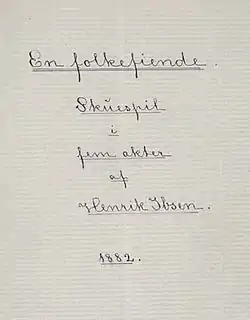 En folkefiende.
Skuespil
i
fem akter
af
Henrik Ibsen.
1882.